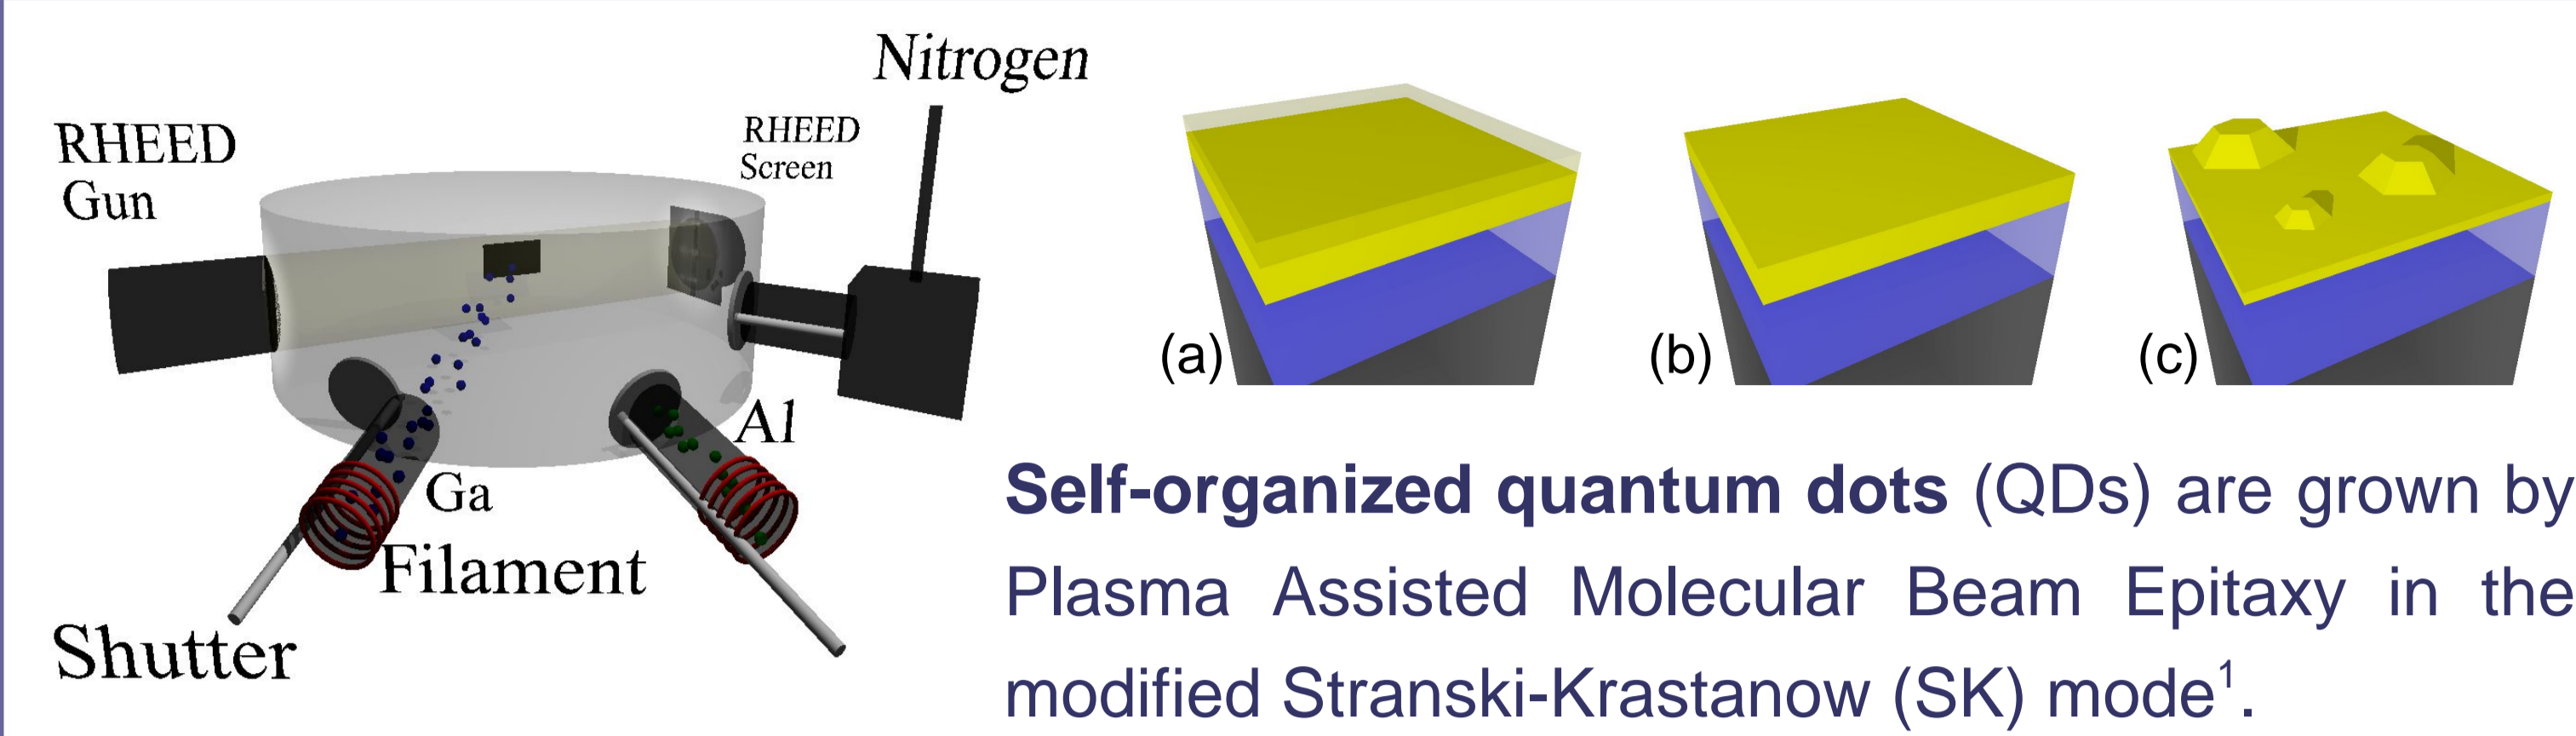 RHEED
Gun
Nitrogen
RHEED
Screen
Al
Ga
Filament
Shutter
(a)
(b)
(c)
Self-organized quantum dots (QDs) are grown by
Plasma Assisted Molecular Beam Epitaxy in the
modified Stranski-Krastanow (SK) mode¹.